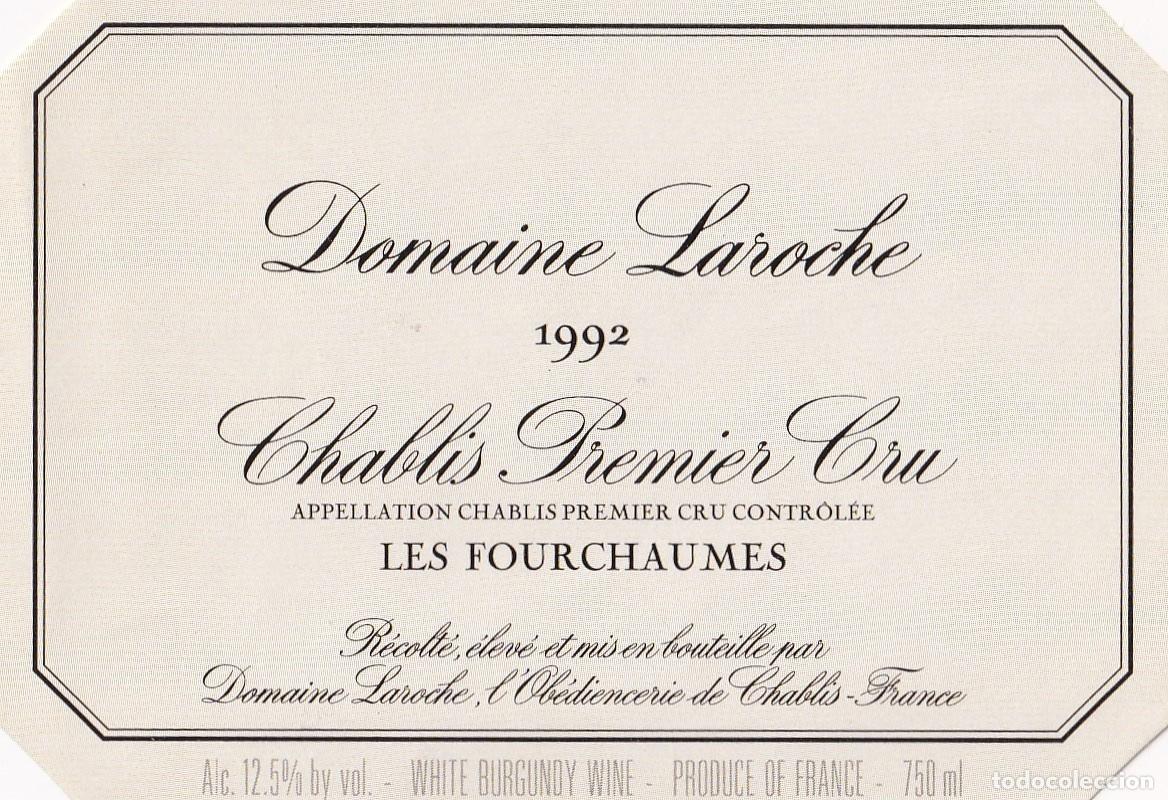 Domaine Laroche
1992
Chablis Premier Cru
APPELLATION CHABLIS PREMIER CRU CONTRÔLÉE
LES FOURCHAUMES
Récolté, élevé et mis en bouteille par
Domaine Laroche, l'Obédiencerie de Chablis - France
Alc. 12.5% by vol. - WHITE BURGUNDY WINE - PRODUCE OF FRANCE - 750 ml
todocoleccion